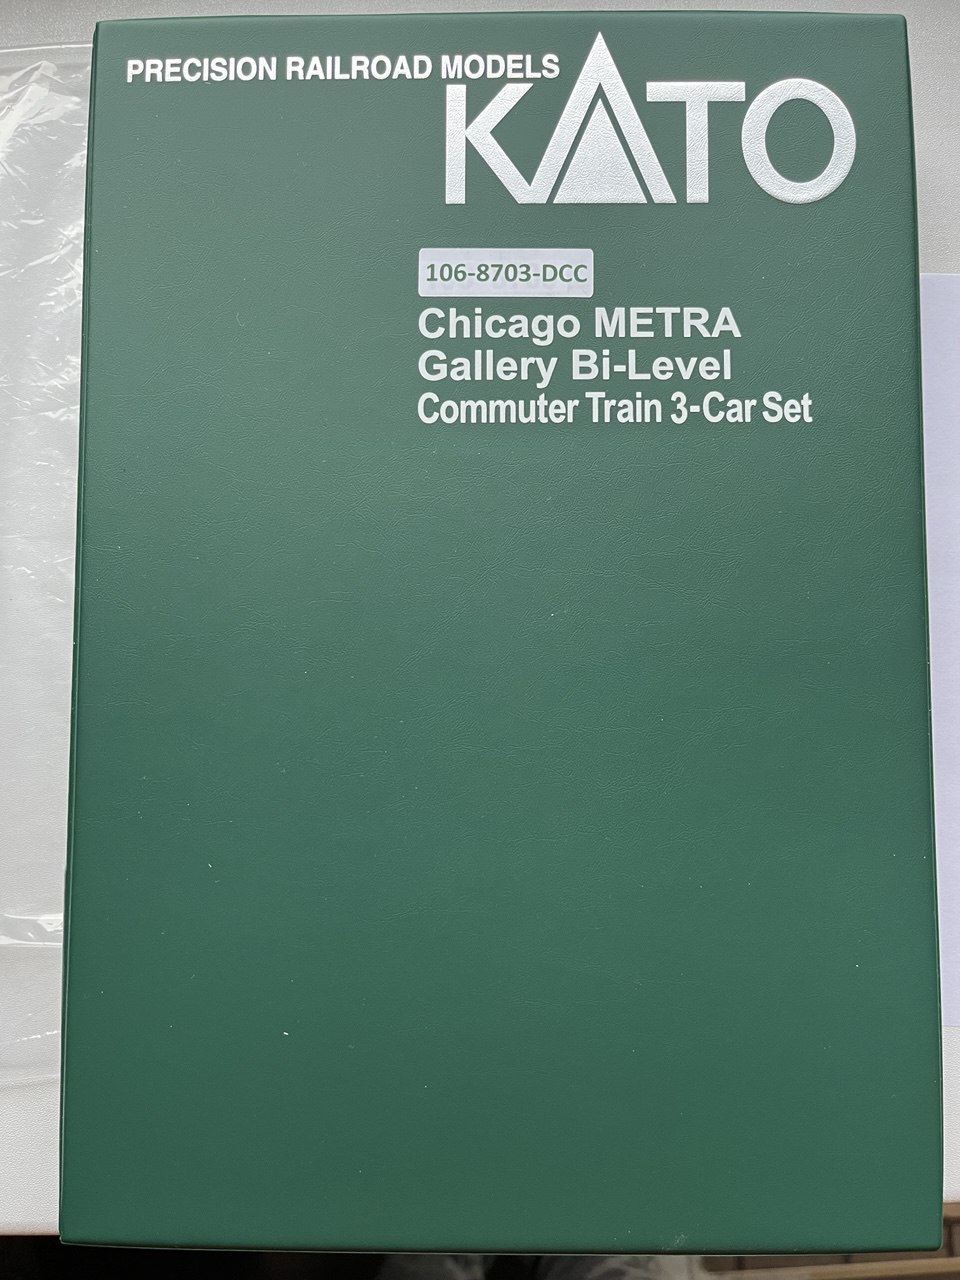 PRECISION RAILROAD MODELS
KATO
106-8703-DCC
Chicago METRA
Gallery Bi-Level
Commuter Train 3-Car Set